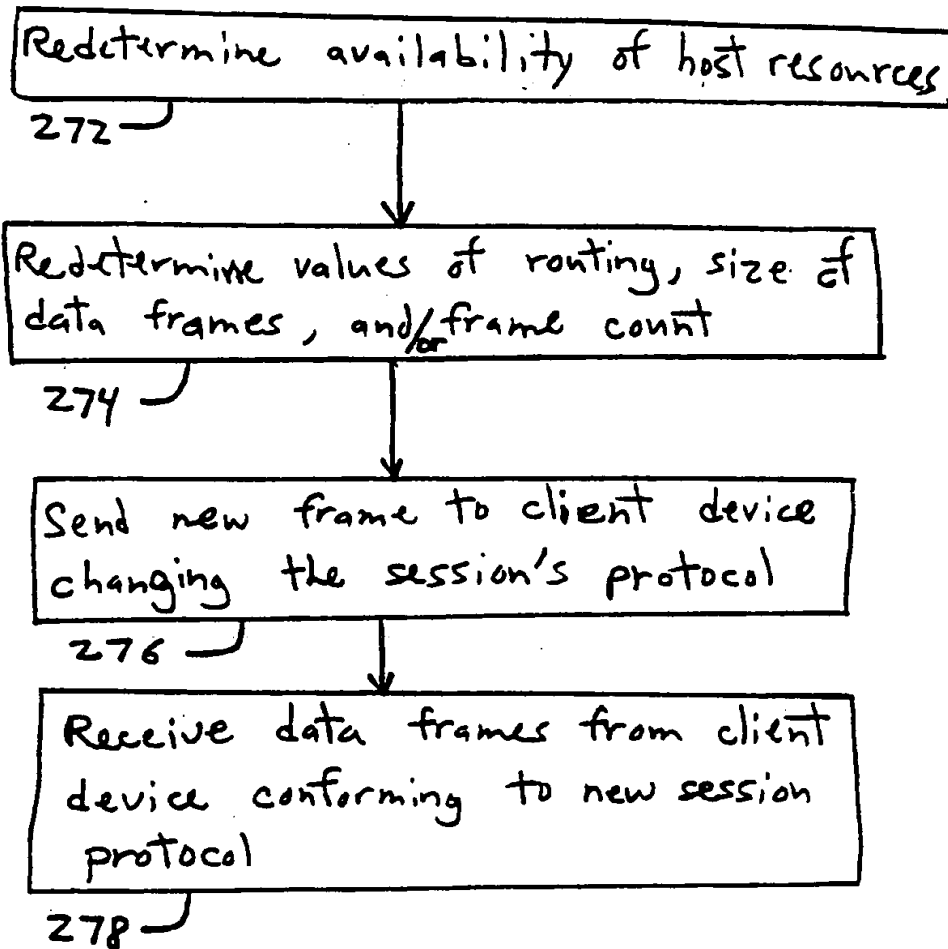 Redetermine availability of host resources
272
Redetermine values of routing, size of
data frames, and/or frame count
274
Send new frame to client device
changing the session's protocol
276
Receive data frames from client
device conforming to new session
protocol
278